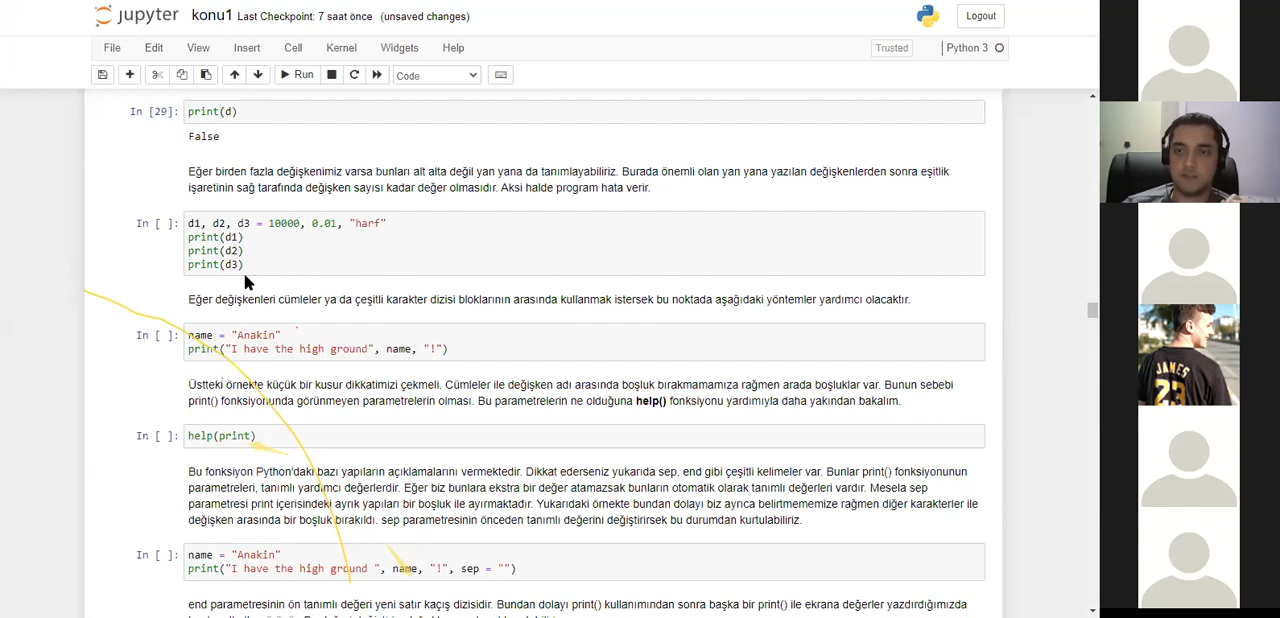 jupyter konu1 Last Checkpoint: 7 saat önce (unsaved changes) Logout
File Edit View Insert Cell Kernel Widgets Help Trusted Python 3
Run Code
In [29]: print(d)
False
Eğer birden fazla değişkenimiz varsa bunları alt alta değil yan yana da tanımlayabiliriz. Burada önemli olan yan yana yazılan değişkenlerden sonra eşitlik
işaretinin sağ tarafında değişken sayısı kadar değer olmasıdır. Aksi halde program hata verir.
In [ ]: d1, d2, d3 = 10000, 0.01, "harf"
print(d1)
print(d2)
print(d3)
Eğer değişkenleri cümleler ya da çeşitli karakter dizisi bloklarının arasında kullanmak istersek bu noktada aşağıdaki yöntemler yardımcı olacaktır.
In [ ]: name = "Anakin"
print("I have the high ground", name, "!")
Üstteki örnekte küçük bir kusur dikkatimizi çekmeli. Cümleler ile değişken adı arasında boşluk bırakmamamıza rağmen arada boşluklar var. Bunun sebebi
print() fonksiyonunda görünmeyen parametrelerin olması. Bu parametrelerin ne olduğuna help() fonksiyonu yardımıyla daha yakından bakalım.
In [ ]: help(print)
Bu fonksiyon Python'daki bazı yapıların açıklamalarını vermektedir. Dikkat ederseniz yukarıda sep, end gibi çeşitli kelimeler var. Bunlar print() fonksiyonunun
parametreleri, tanımlı yardımcı değerlerdir. Eğer biz bunlara ekstra bir değer atamazsak bunların otomatik olarak tanımlı değerleri vardır. Mesela sep
parametresi print içerisindeki ayrık yapıları bir boşluk ile ayırmaktadır. Yukarıdaki örnekte bundan dolayı biz ayrıca belirtmememize rağmen diğer karakterler ile
değişken arasında bir boşluk bırakıldı. sep parametresinin önceden tanımlı değerini değiştirirsek bu durumdan kurtulabiliriz.
In [ ]: name = "Anakin"
print("I have the high ground ", name, "!", sep = "")
end parametresinin ön tanımlı değeri yeni satır kaçış dizisidir. Bundan dolayı print() kullanımından sonra başka bir print() ile ekrana değerler yazdırdığımızda
JAMES
23